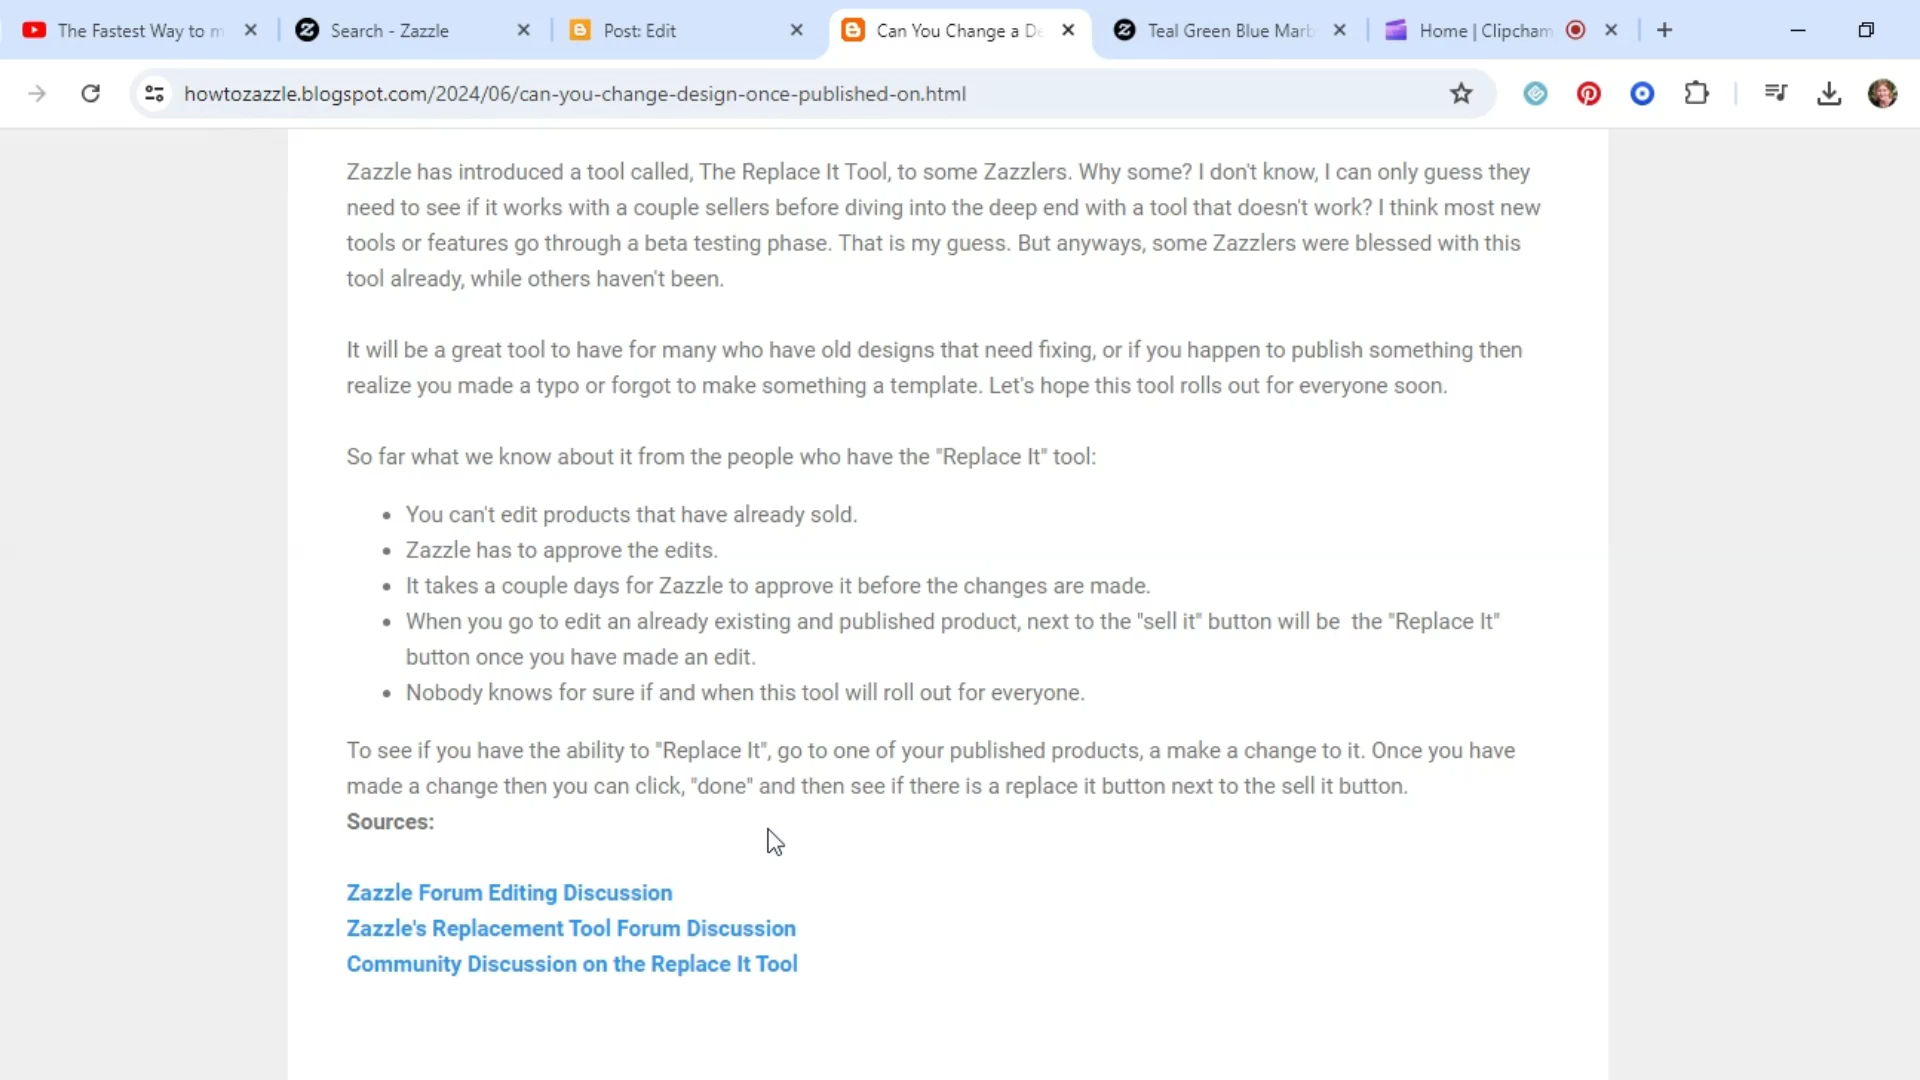 The Fastest Way to m
Search - Zazzle
Post: Edit
Can You Change a De
Teal Green Blue Marb
Home | Clipcham
howtozazzle.blogspot.com/2024/06/can-you-change-design-once-published-on.html
Zazzle has introduced a tool called, The Replace It Tool, to some Zazzlers. Why some? I don't know, I can only guess they
need to see if it works with a couple sellers before diving into the deep end with a tool that doesn't work? I think most new
tools or features go through a beta testing phase. That is my guess. But anyways, some Zazzlers were blessed with this
tool already, while others haven't been.
It will be a great tool to have for many who have old designs that need fixing, or if you happen to publish something then
realize you made a typo or forgot to make something a template. Let's hope this tool rolls out for everyone soon.
So far what we know about it from the people who have the "Replace It" tool:
• You can't edit products that have already sold.
• Zazzle has to approve the edits.
• It takes a couple days for Zazzle to approve it before the changes are made.
• When you go to edit an already existing and published product, next to the "sell it" button will be  the "Replace It"
button once you have made an edit.
• Nobody knows for sure if and when this tool will roll out for everyone.
To see if you have the ability to "Replace It", go to one of your published products, a make a change to it. Once you have
made a change then you can click, "done" and then see if there is a replace it button next to the sell it button.
Sources:
Zazzle Forum Editing Discussion
Zazzle's Replacement Tool Forum Discussion
Community Discussion on the Replace It Tool